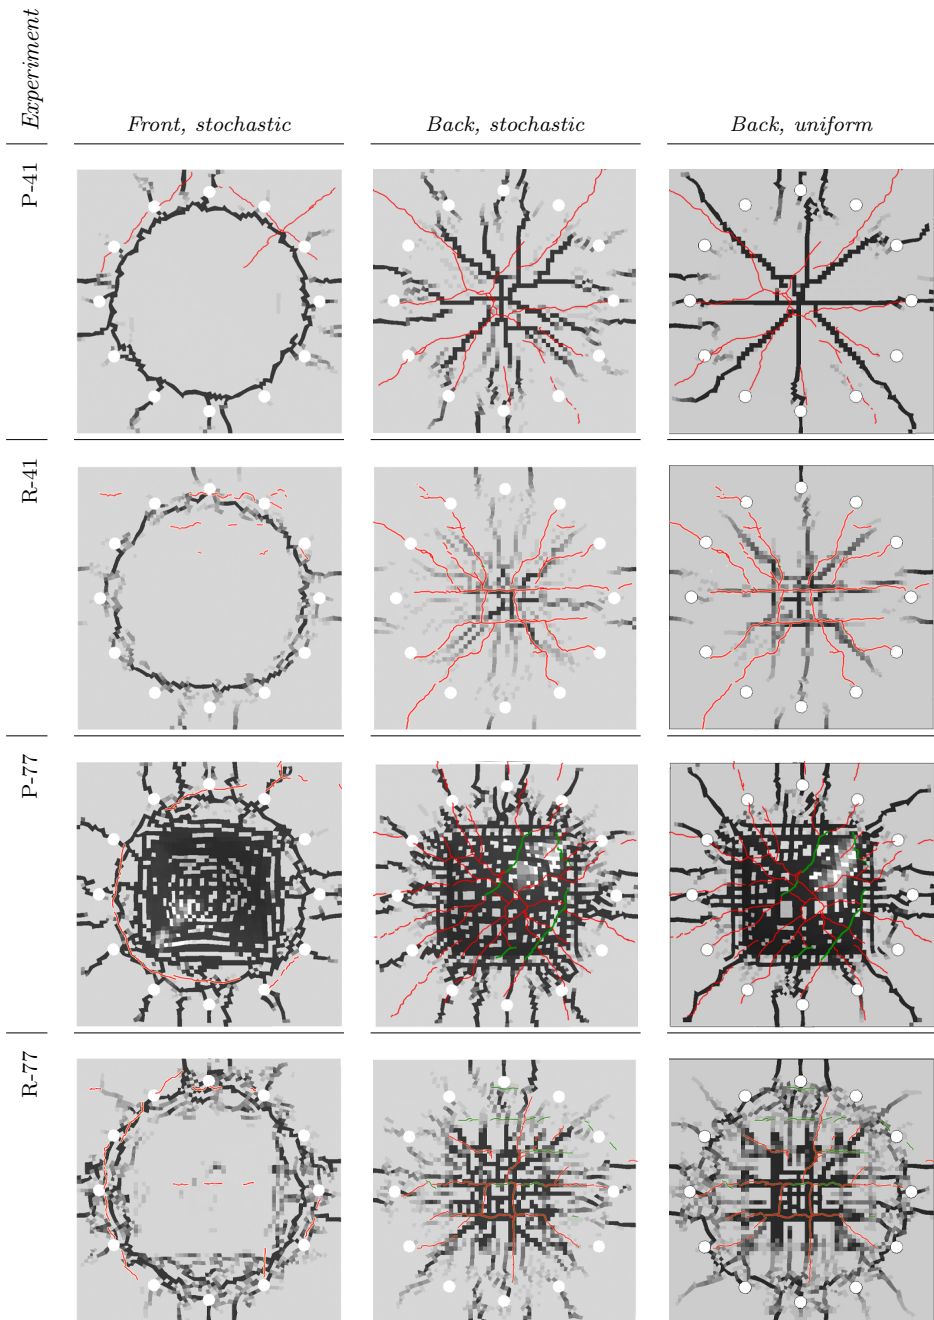 Experiment
Front, stochastic
Back, stochastic
Back, uniform
P-41
R-41
P-77
R-77